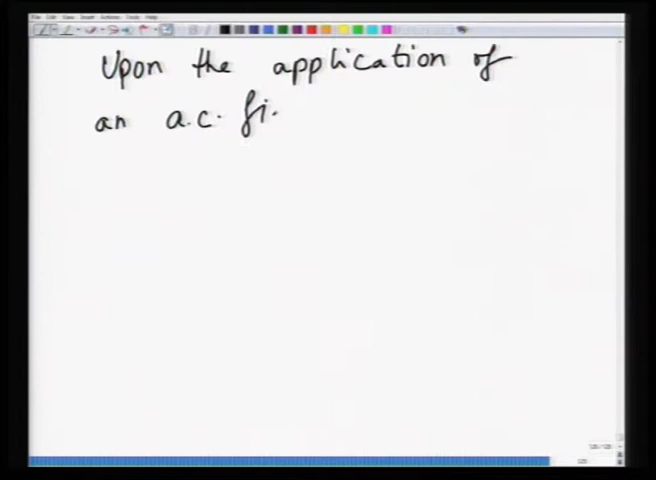 Upon the application of
an a.c. fi.